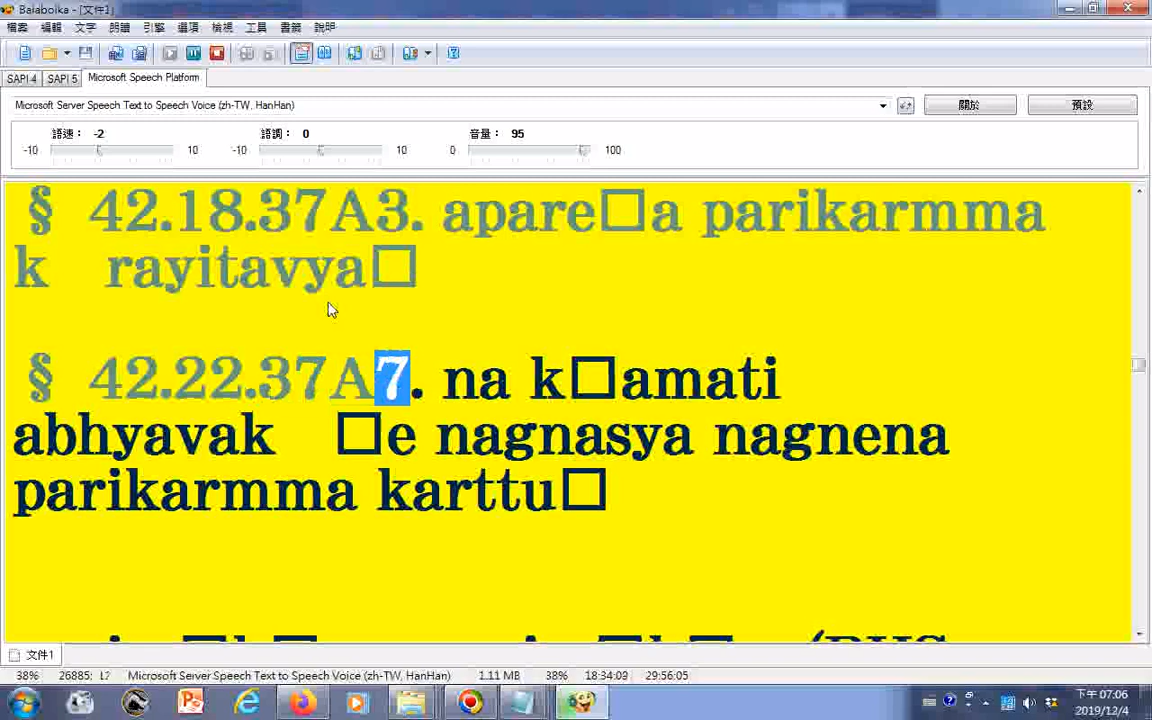 Balabolka - [文件1]
檔案 編輯 文字 朗讀 引擎 選項 檢視 工具 書籤 說明
SAPI 4 SAPI 5 Microsoft Speech Platform
Microsoft Server Speech Text to Speech Voice (zh-TW, HanHan)
關於 預設
語速： -2 語調： 0 音量： 95
-10 10 -10 10 0 100
§ 42.18.37A3. apare□a parikarmma
k rayitavya□
§ 42.22.37A7. na k□amati
abhyavak □e nagnasya nagnena
parikarmma karttu□
文件1
38% 26885: 12 Microsoft Server Speech Text to Speech Voice (zh-TW, HanHan) 1.11 MB 38% 18:34:09 29:56:05
下午 07:06
2019/12/4